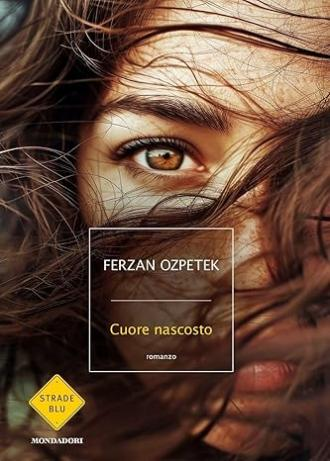 FERZAN OZPETEK
Cuore nascosto
romanzo
STRADE
BLU
MONDADORI